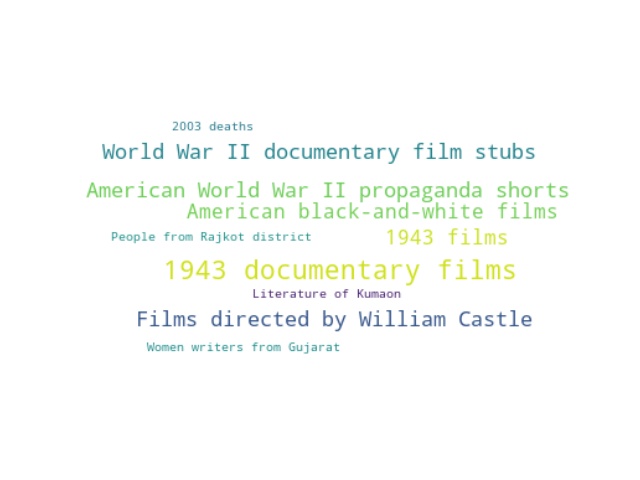 2003 deaths
World War II documentary film stubs
American World War II propaganda shorts
American black-and-white films
People from Rajkot district
1943 films
1943 documentary films
Literature of Kumaon
Films directed by William Castle
Women writers from Gujarat